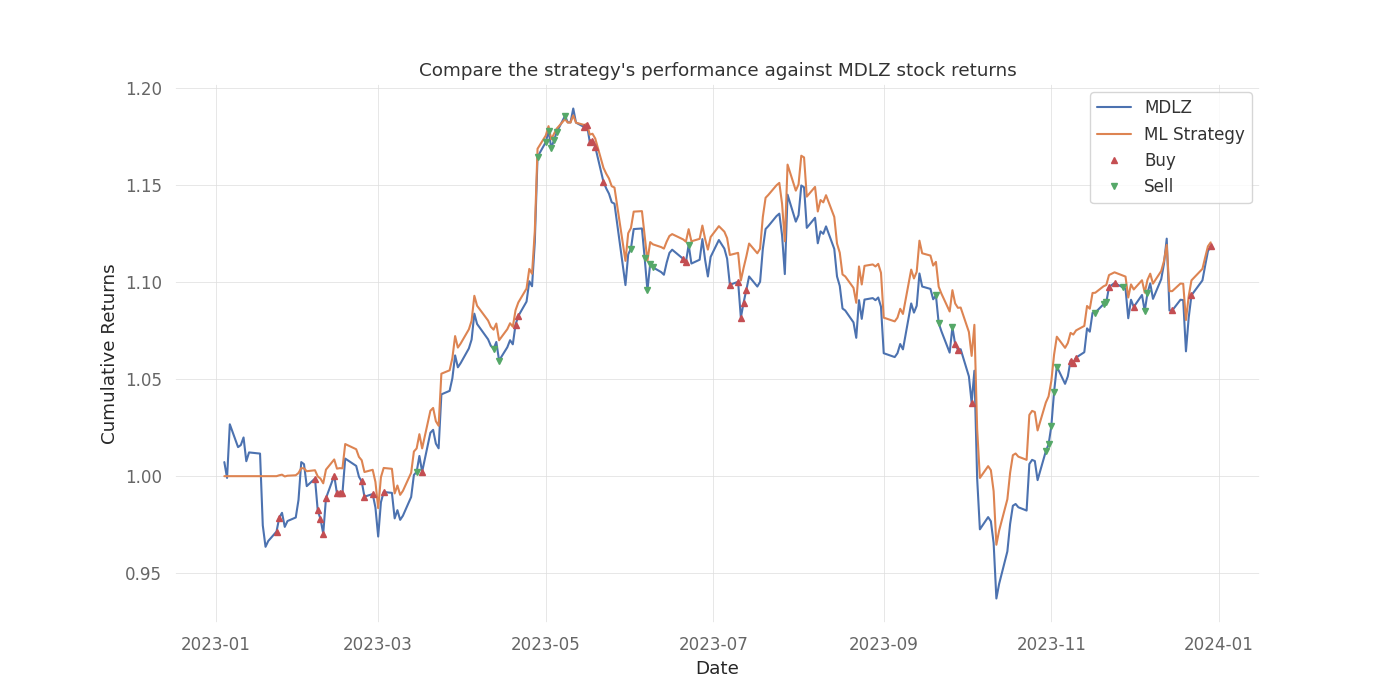 Compare the strategy's performance against MDLZ stock returns
1.20
1.15
1.10
1.05
1.00
0.95
Cumulative Returns
MDLZ
ML Strategy
Buy
Sell
2023-01
2023-03
2023-05
2023-07
2023-09
2023-11
2024-01
Date